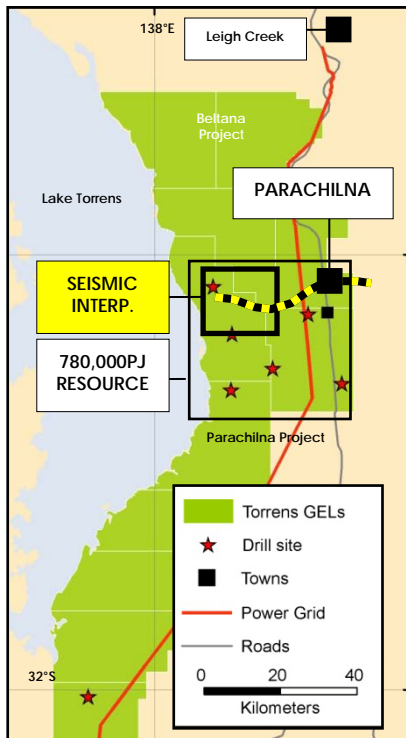 138°E
Leigh Creek
Beltana
Project
Lake Torrens
PARACHILNA
SEISMIC
INTERP.
780,000PJ
RESOURCE
Parachilna Project
Torrens GELs
Drill site
Towns
Power Grid
Roads
0 20 40
Kilometers
32°S